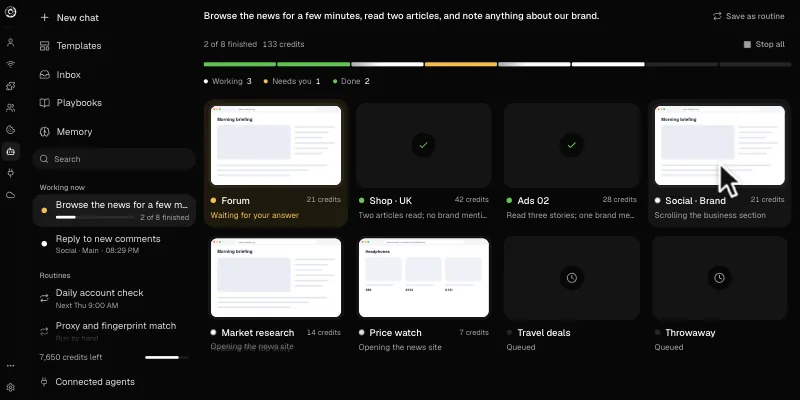 New chat
Templates
Inbox
Playbooks
Memory
Search
Working now
Browse the news for a few m...
2 of 8 finished
Reply to new comments
Social · Main · 08:29 PM
Routines
Daily account check
Next Thu 9:00 AM
Proxy and fingerprint match
Run by hand
7,650 credits left
Connected agents
Browse the news for a few minutes, read two articles, and note anything about our brand.
Save as routine
2 of 8 finished 133 credits
Stop all
Working 3 Needs you 1 Done 2
Morning briefing
Forum 21 credits
Waiting for your answer
Shop · UK 42 credits
Two articles read; no brand menti...
Ads 02 28 credits
Read three stories; one brand me...
Morning briefing
Social · Brand 21 credits
Scrolling the business section
Morning briefing
Market research 14 credits
Opening the news site
Headphones
Price watch 7 credits
Opening the news site
Travel deals
Queued
Throwaway
Queued